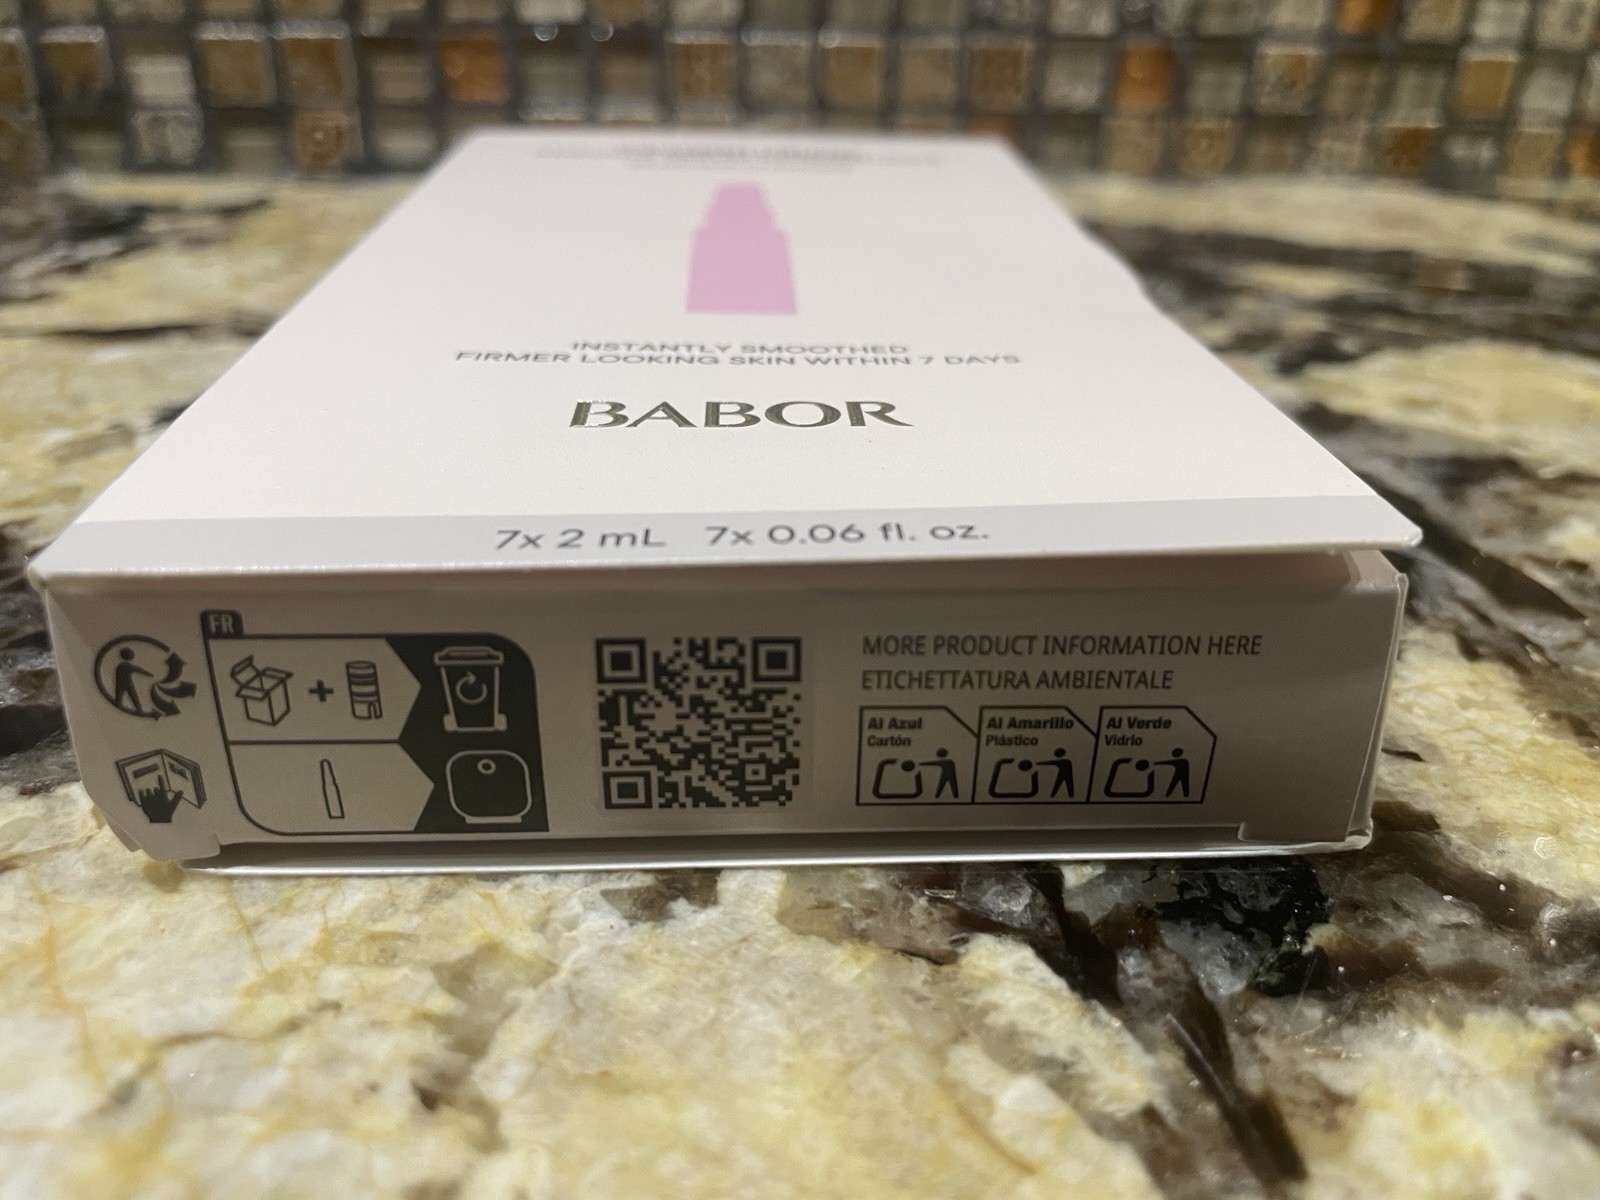 INSTANTLY SMOOTHED
FIRMER LOOKING SKIN WITHIN 7 DAYS
BABOR
7x 2 mL 7x 0.06 fl. oz.
FR
MORE PRODUCT INFORMATION HERE
ETICHETTATURA AMBIENTALE
Al Azul
Cartón
Al Amarillo
Plástico
Al Verde
Vidrio